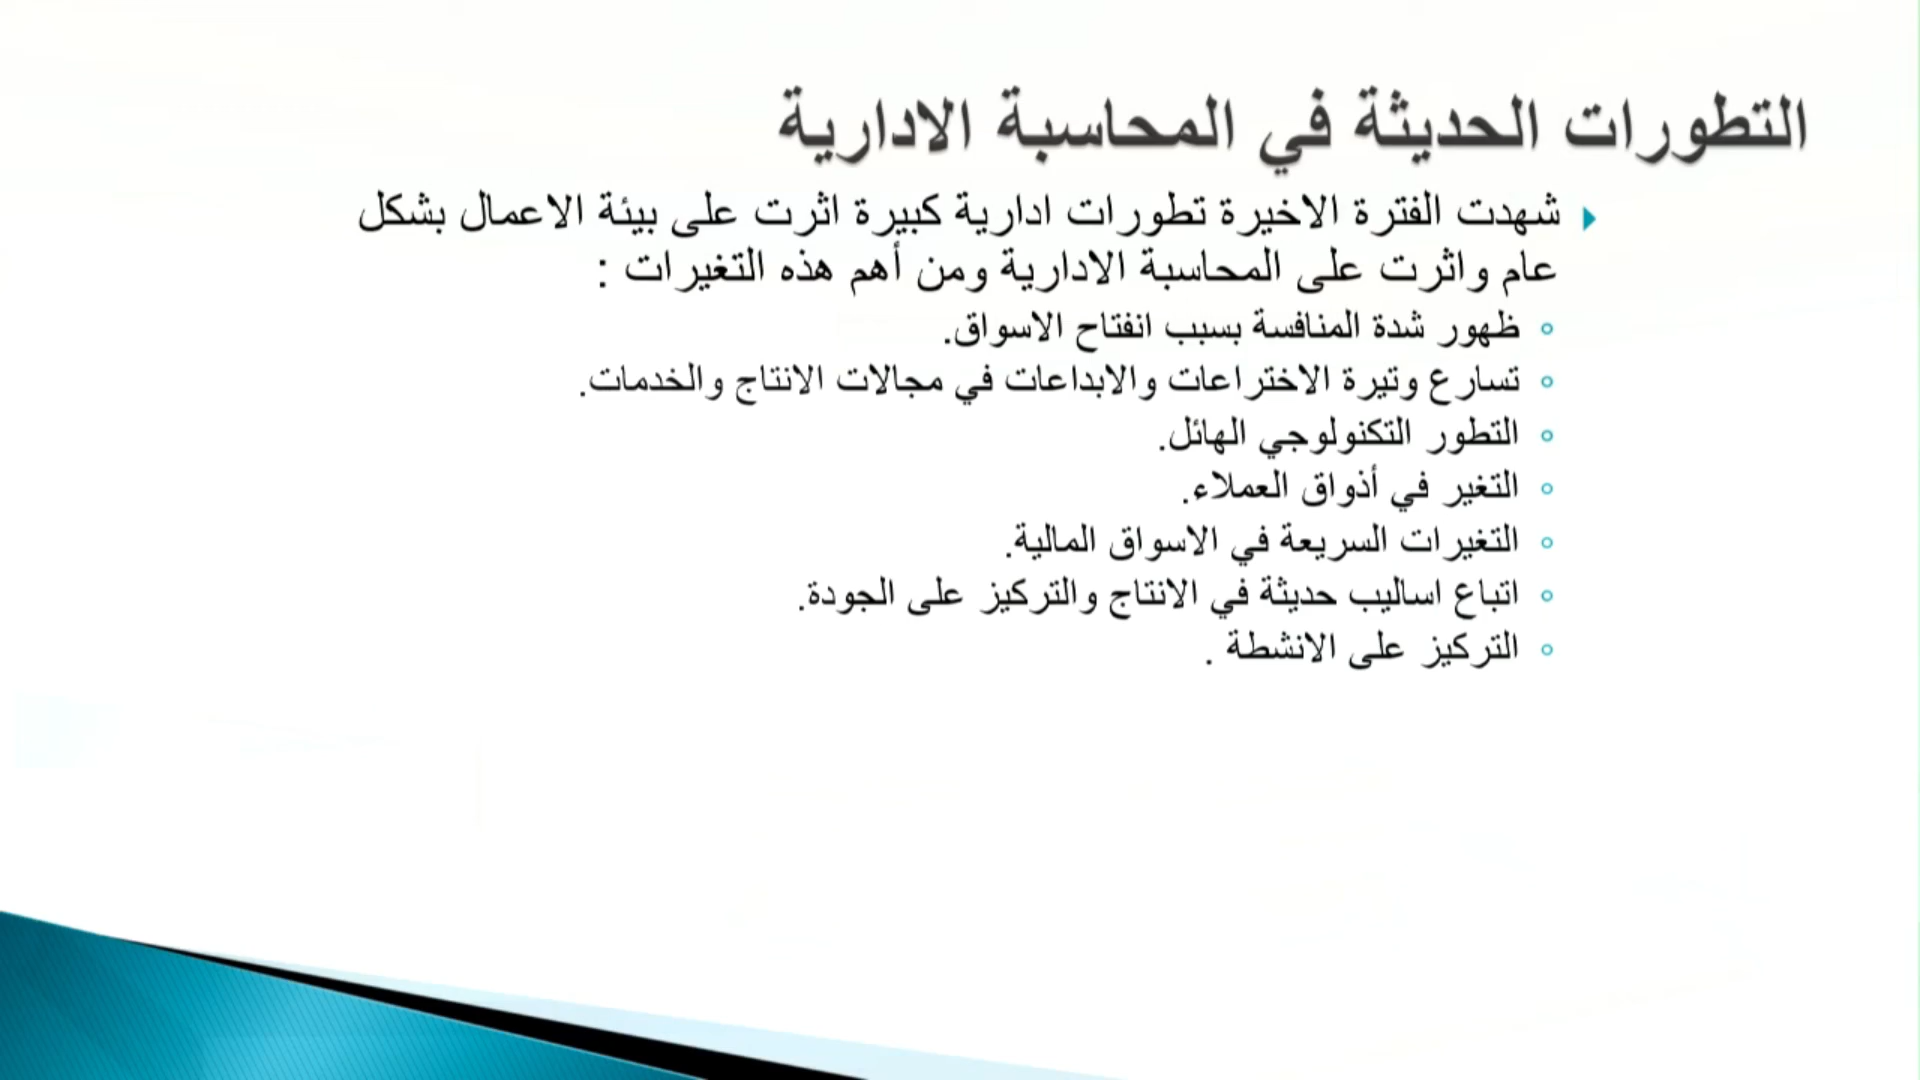 التطورات الحديثة في المحاسبة الادارية
شهدت الفترة الاخيرة تطورات ادارية كبيرة اثرت على بيئة الاعمال بشكل
عام واثرت على المحاسبة الادارية ومن أهم هذه التغيرات :
ظهور شدة المنافسة بسبب انفتاح الاسواق.
تسارع وتيرة الاختراعات والابداعات في مجالات الانتاج والخدمات.
التطور التكنولوجي الهائل.
التغير في أذواق العملاء.
التغيرات السريعة في الاسواق المالية.
اتباع اساليب حديثة في الانتاج والتركيز على الجودة.
التركيز على الانشطة .